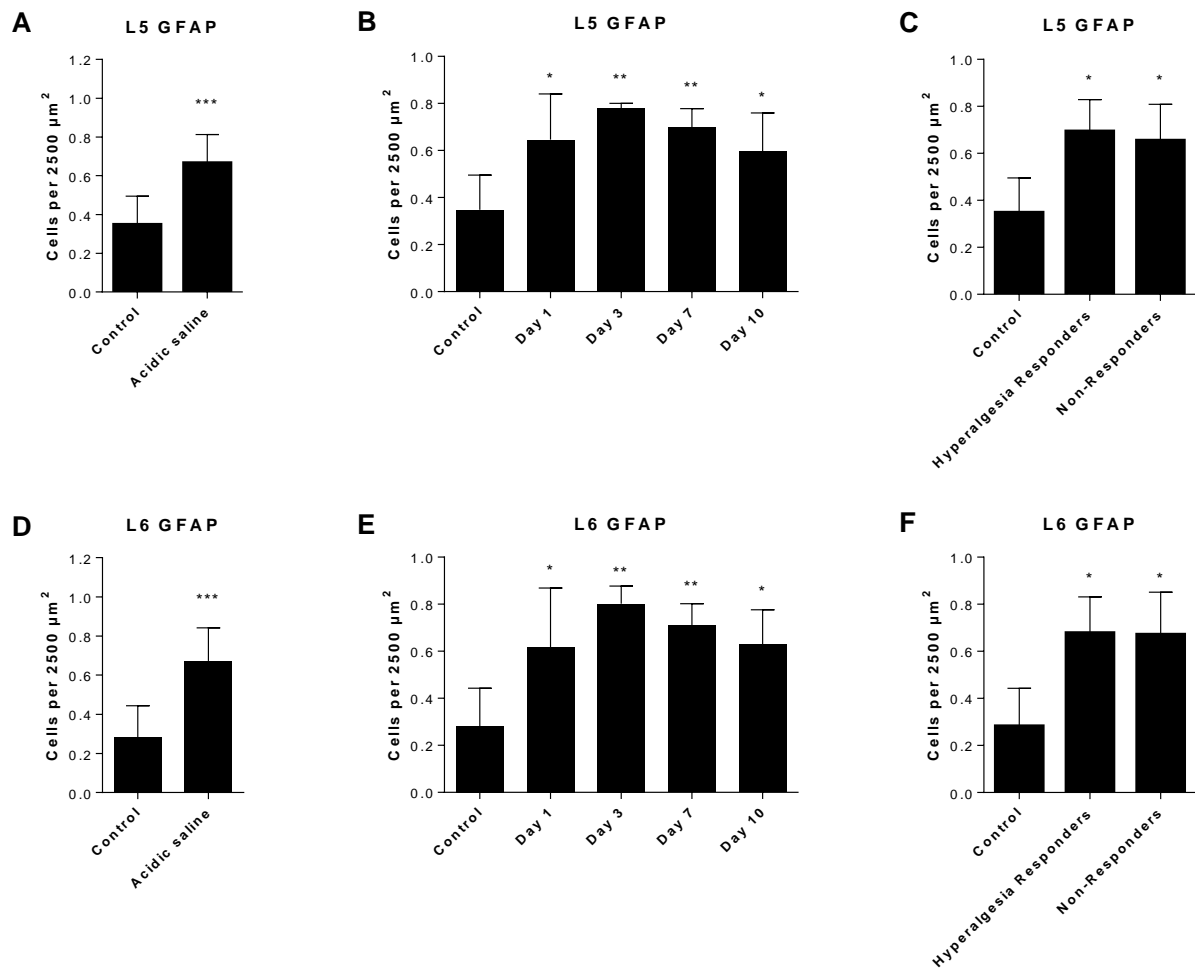 A
L5 GFAP
Cells per 2500 µm²
1.2
1.0
0.8
0.6
0.4
0.2
0.0
***
Control
Acidic saline
B
L5 GFAP
Cells per 2500 µm²
1.0
0.8
0.6
0.4
0.2
0.0
*
**
**
*
Control
Day 1
Day 3
Day 7
Day 10
C
L5 GFAP
Cells per 2500 µm²
1.0
0.8
0.6
0.4
0.2
0.0
*
*
Control
Hyperalgesia Responders
Non-Responders
D
L6 GFAP
Cells per 2500 µm²
1.2
1.0
0.8
0.6
0.4
0.2
0.0
***
Control
Acidic saline
E
L6 GFAP
Cells per 2500 µm²
1.0
0.8
0.6
0.4
0.2
0.0
*
**
**
*
Control
Day 1
Day 3
Day 7
Day 10
F
L6 GFAP
Cells per 2500 µm²
1.0
0.8
0.6
0.4
0.2
0.0
*
*
Control
Hyperalgesia Responders
Non-Responders